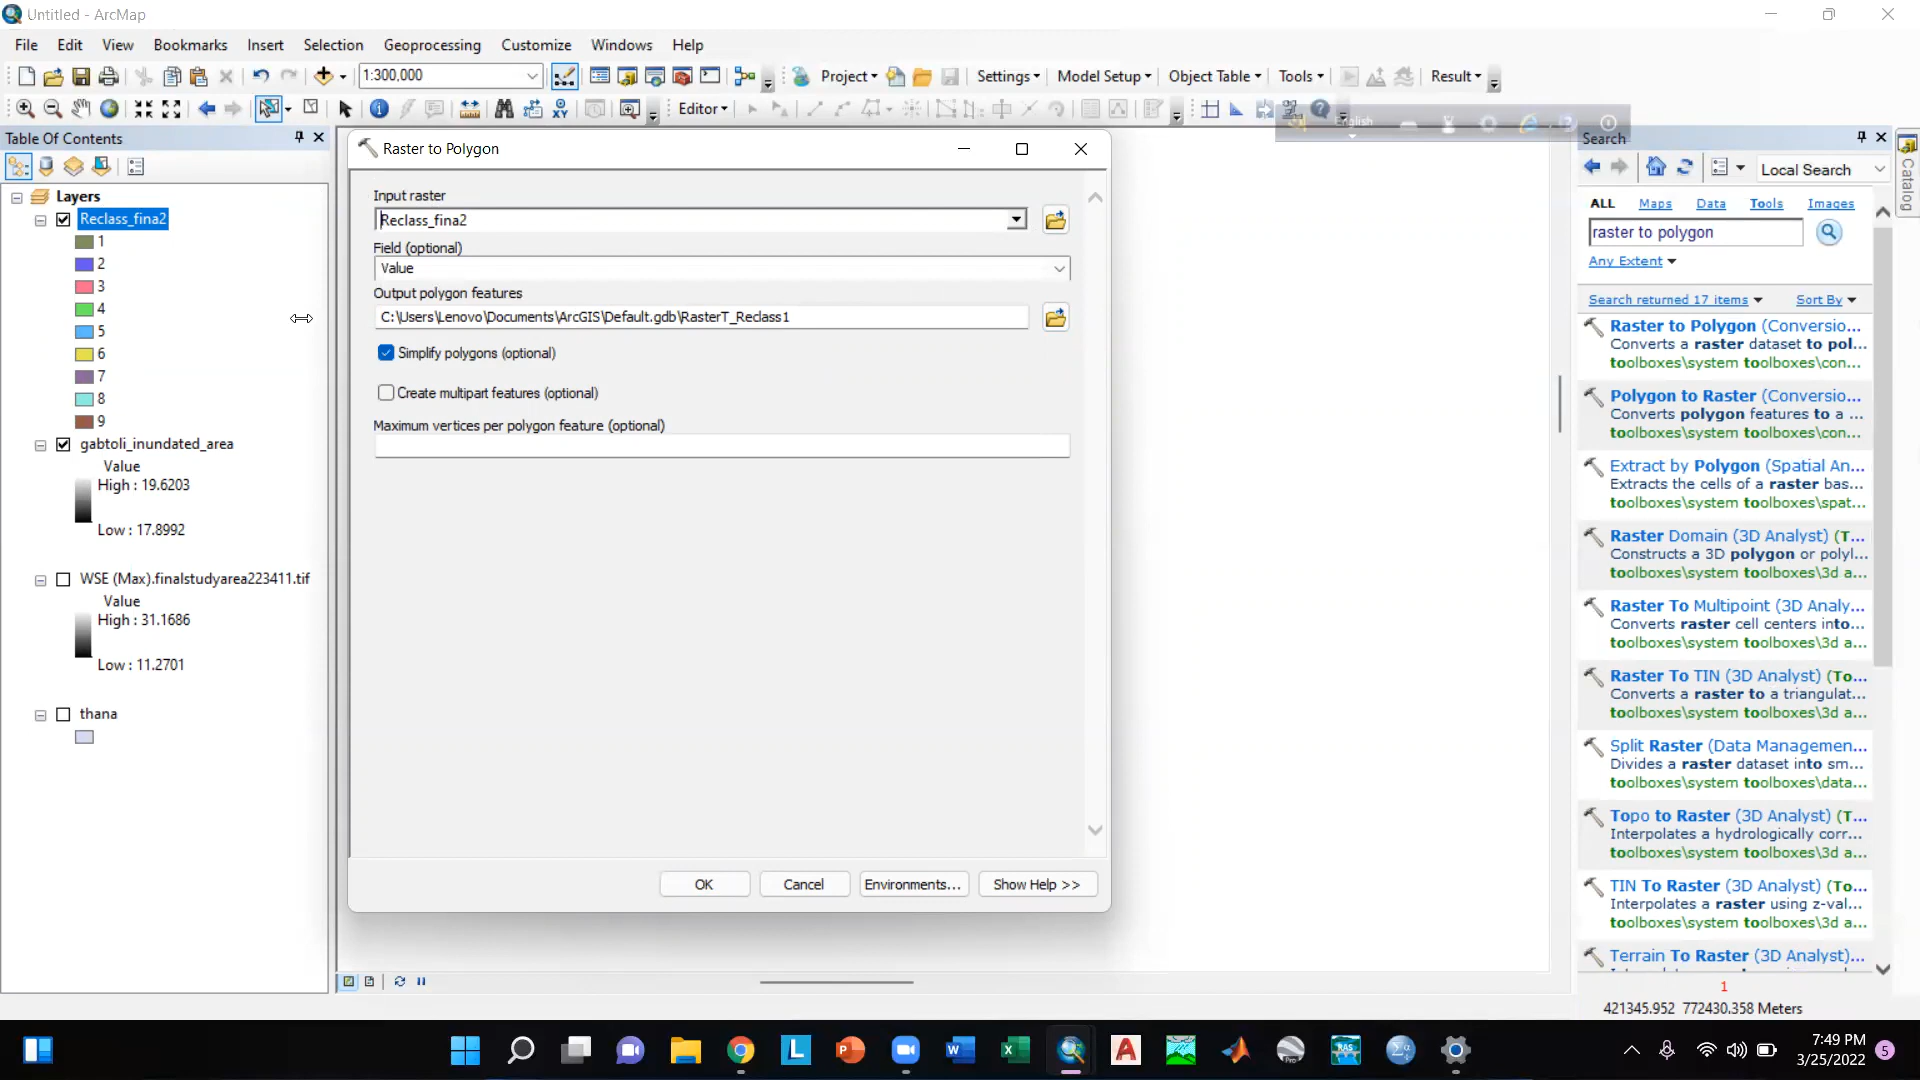 Untitled - ArcMap
File Edit View Bookmarks Insert Selection Geoprocessing Customize Windows Help
1:300,000 Project Settings Model Setup Object Table Tools Result
Editor
English
Table Of Contents
Layers
Reclass_fina2
1
2
3
4
5
6
7
8
9
gabtoli_inundated_area
Value
High : 19.6203
Low : 17.8992
WSE (Max).finalstudyarea223411.tif
Value
High : 31.1686
Low : 11.2701
thana
Raster to Polygon
Input raster
Reclass_fina2
Field (optional)
Value
Output polygon features
C:\Users\Lenovo\Documents\ArcGIS\Default.gdb\RasterT_Reclass1
Simplify polygons (optional)
Create multipart features (optional)
Maximum vertices per polygon feature (optional)
OK Cancel Environments... Show Help >>
Search
Local Search
ALL Maps Data Tools Images
raster to polygon
Any Extent
Search returned 17 items Sort By
Raster to Polygon (Conversio...
Converts a raster dataset to pol...
toolboxes\system toolboxes\con...
Polygon to Raster (Conversio...
Converts polygon features to a ...
toolboxes\system toolboxes\con...
Extract by Polygon (Spatial An...
Extracts the cells of a raster bas...
toolboxes\system toolboxes\spat...
Raster Domain (3D Analyst) (T...
Constructs a 3D polygon or polyl...
toolboxes\system toolboxes\3d a...
Raster To Multipoint (3D Analy...
Converts raster cell centers into...
toolboxes\system toolboxes\3d a...
Raster To TIN (3D Analyst) (To...
Converts a raster to a triangulat...
toolboxes\system toolboxes\3d a...
Split Raster (Data Managemen...
Divides a raster dataset into sm...
toolboxes\system toolboxes\data...
Topo to Raster (3D Analyst) (T...
Interpolates a hydrologically corr...
toolboxes\system toolboxes\3d a...
TIN To Raster (3D Analyst) (To...
Interpolates a raster using z-val...
toolboxes\system toolboxes\3d a...
Terrain To Raster (3D Analyst)...
1
421345.952 772430.358 Meters
Catalog
7:49 PM
3/25/2022
5